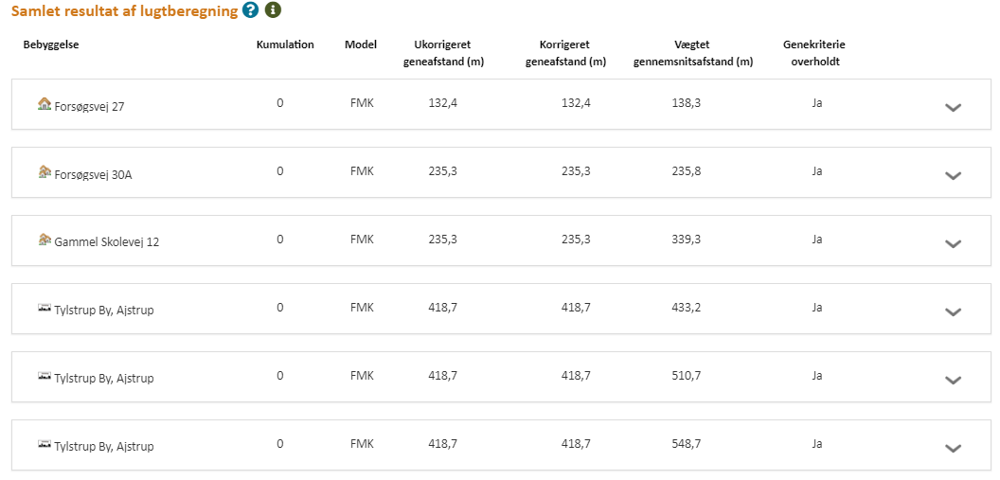 Samlet resultat af lugtberegning ? i
Bebyggelse Kumulation Model Ukorrigeret geneafstand (m) Korrigeret geneafstand (m) Vægtet gennemsnitsafstand (m) Genekriterie overholdt
Forsøgsvej 27 0 FMK 132,4 132,4 138,3 Ja
Forsøgsvej 30A 0 FMK 235,3 235,3 235,8 Ja
Gammel Skolevej 12 0 FMK 235,3 235,3 339,3 Ja
Tylstrup By, Ajstrup 0 FMK 418,7 418,7 433,2 Ja
Tylstrup By, Ajstrup 0 FMK 418,7 418,7 510,7 Ja
Tylstrup By, Ajstrup 0 FMK 418,7 418,7 548,7 Ja